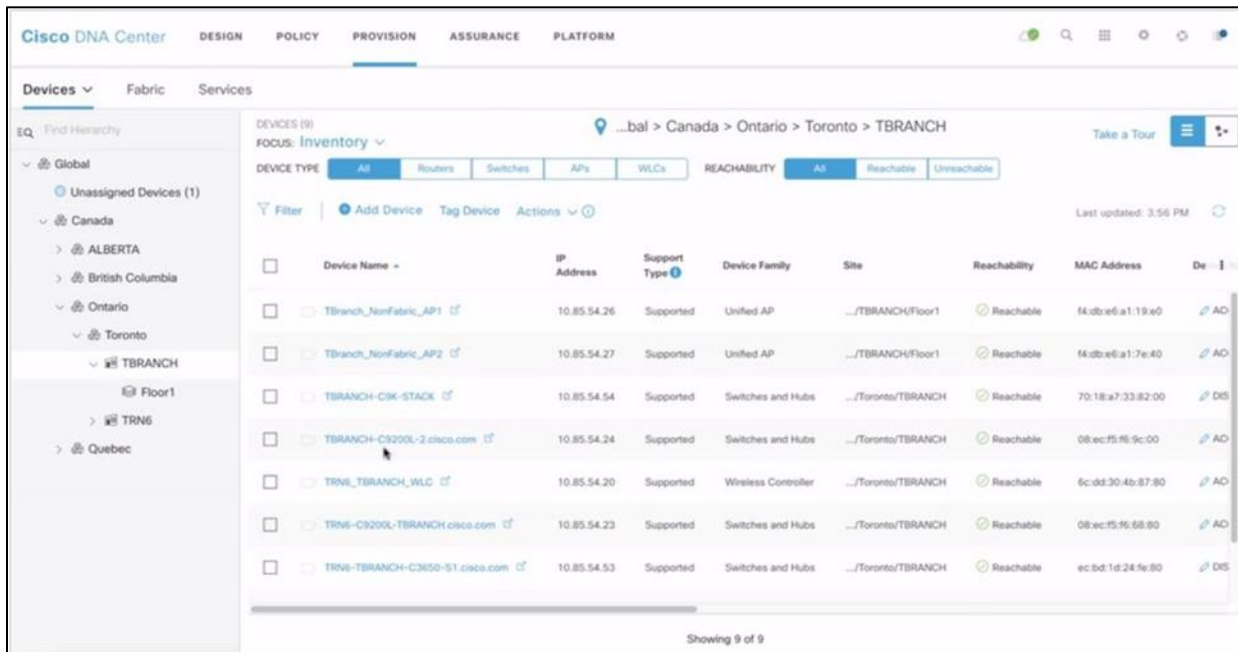 Cisco DNA Center DESIGN POLICY PROVISION ASSURANCE PLATFORM
Devices Fabric Services
Find Hierarchy
Global
Unassigned Devices (1)
Canada
ALBERTA
British Columbia
Ontario
Toronto
TBRANCH
Floor1
TRN6
Quebec
DEVICES (9)
FOCUS: Inventory
...bal > Canada > Ontario > Toronto > TBRANCH
Take a Tour
DEVICE TYPE All Routers Switches APs WLCs REACHABILITY All Reachable Unreachable
Filter Add Device Tag Device Actions Last updated: 3:56 PM
Device Name IP Address Support Type Device Family Site Reachability MAC Address De
TBranch_NonFabric_AP1 10.85.54.26 Supported Unified AP .../TBRANCH/Floor1 Reachable f4:db:e6:a1:19:e0 AC
TBranch_NonFabric_AP2 10.85.54.27 Supported Unified AP .../TBRANCH/Floor1 Reachable f4:db:e6:a1:7e:40 AC
TBRANCH-C9K-STACK 10.85.54.54 Supported Switches and Hubs .../Toronto/TBRANCH Reachable 70:18:a7:33:82:00 DIS
TBRANCH-C9200L-2.cisco.com 10.85.54.24 Supported Switches and Hubs .../Toronto/TBRANCH Reachable 08:ec:f5:f6:9c:00 AC
TRN6_TBRANCH_WLC 10.85.54.20 Supported Wireless Controller .../Toronto/TBRANCH Reachable 6c:dd:30:4b:87:80 AC
TRN6-C9200L-TBRANCH.cisco.com 10.85.54.23 Supported Switches and Hubs .../Toronto/TBRANCH Reachable 08:ec:f5:f6:68:80 AC
TRN6-TBRANCH-C3650-S1.cisco.com 10.85.54.53 Supported Switches and Hubs .../Toronto/TBRANCH Reachable ec:bd:1d:24:fe:80 DIS
Showing 9 of 9